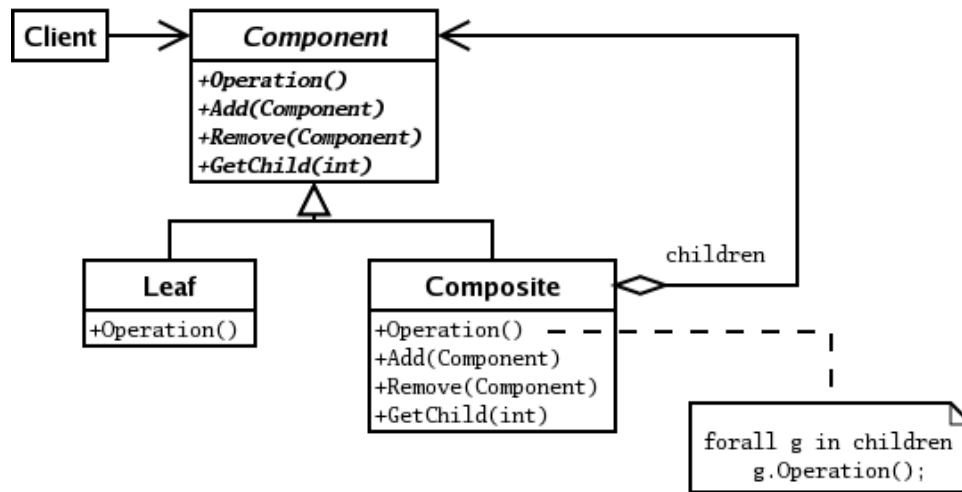 Client
Component
+Operation()
+Add(Component)
+Remove(Component)
+GetChild(int)
children
Leaf
+Operation()
Composite
+Operation()
+Add(Component)
+Remove(Component)
+GetChild(int)
forall g in children
g.Operation();